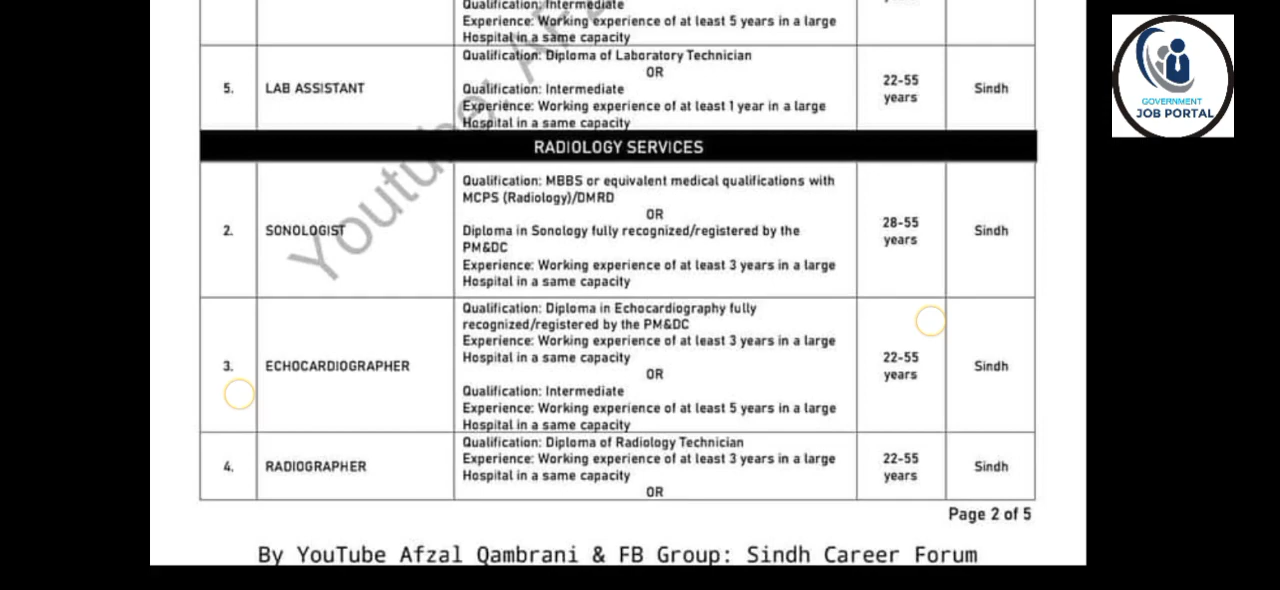 Qualification: Intermediate
Experience: Working experience of at least 5 years in a large
Hospital in a same capacity
years
5.
LAB ASSISTANT
Qualification: Diploma of Laboratory Technician
OR
Qualification: Intermediate
Experience: Working experience of at least 1 year in a large
Hospital in a same capacity
22-55
years
Sindh
RADIOLOGY SERVICES
2.
SONOLOGIST
Qualification: MBBS or equivalent medical qualifications with
MCPS (Radiology)/DMRD
OR
Diploma in Sonology fully recognized/registered by the
PM&DC
Experience: Working experience of at least 3 years in a large
Hospital in a same capacity
28-55
years
Sindh
3.
ECHOCARDIOGRAPHER
Qualification: Diploma in Echocardiography fully
recognized/registered by the PM&DC
Experience: Working experience of at least 3 years in a large
Hospital in a same capacity
OR
Qualification: Intermediate
Experience: Working experience of at least 5 years in a large
Hospital in a same capacity
22-55
years
Sindh
4.
RADIOGRAPHER
Qualification: Diploma of Radiology Technician
Experience: Working experience of at least 3 years in a large
Hospital in a same capacity
OR
22-55
years
Sindh
Page 2 of 5
By YouTube Afzal Qambrani & FB Group: Sindh Career Forum
GOVERNMENT
JOB PORTAL